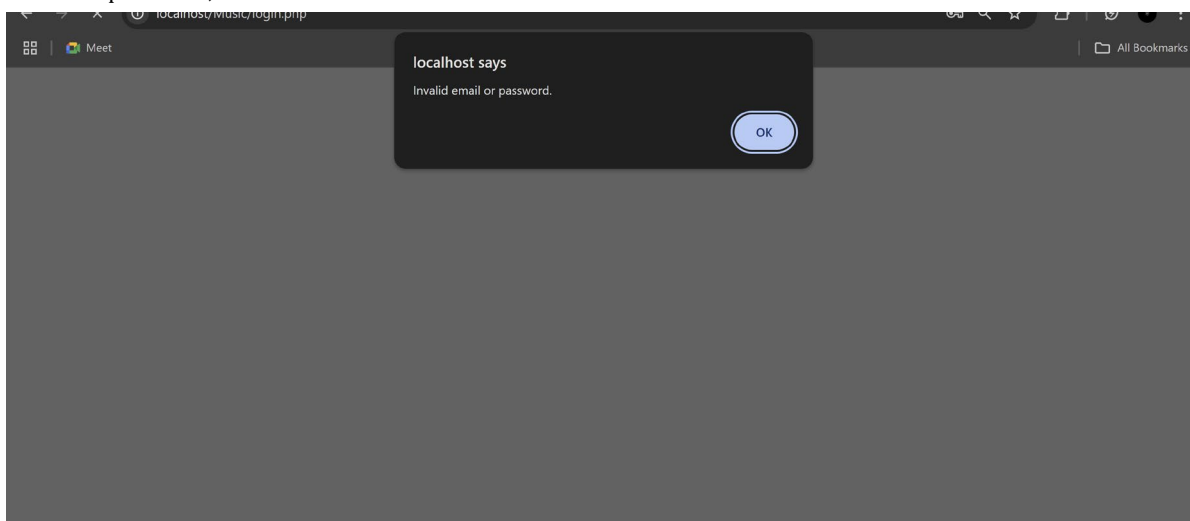 localhost/Music/login.php
Meet
All Bookmarks
localhost says
Invalid email or password.
OK